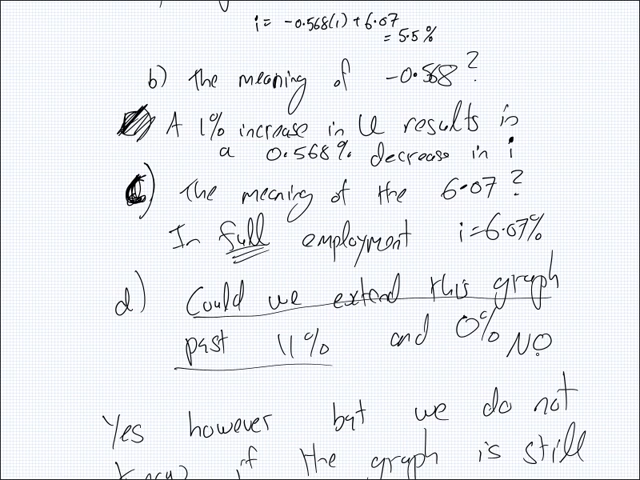 i = -0.568(1) + 6.07
= 5.5%
b) the meaning of -0.568?
A 1% increase in U results in
a 0.568% decrease in i
c) The meaning of the 6.07?
In full employment i=6.07%
d) Could we extend this graph
past 11% and 0% NO
Yes however but we do not
know if the graph is still